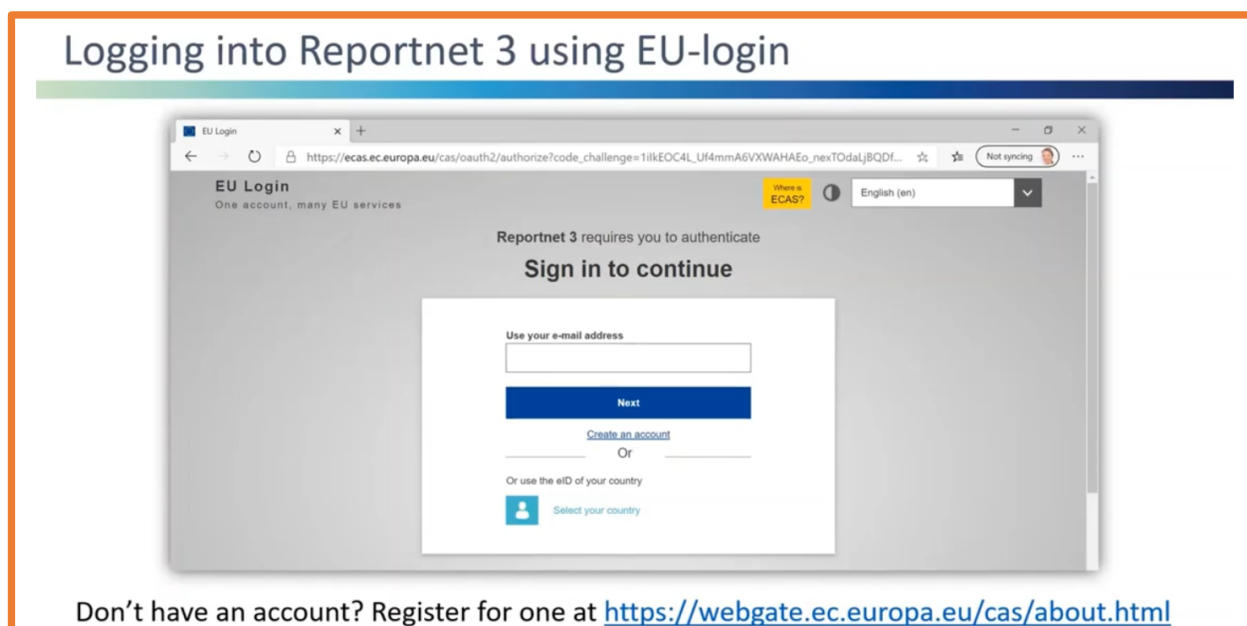 Logging into Reportnet 3 using EU-login
EU Login
https://ecas.ec.europa.eu/cas/oauth2/authorize?code_challenge=1ilkEOC4L_Uf4mmA6VXWAHAEo_nexTOdaLjBQDf...
Not syncing
EU Login
One account, many EU services
Where is
ECAS?
English (en)
Reportnet 3 requires you to authenticate
Sign in to continue
Use your e-mail address
Next
Create an account
Or
Or use the eID of your country
Select your country
Don’t have an account? Register for one at https://webgate.ec.europa.eu/cas/about.html